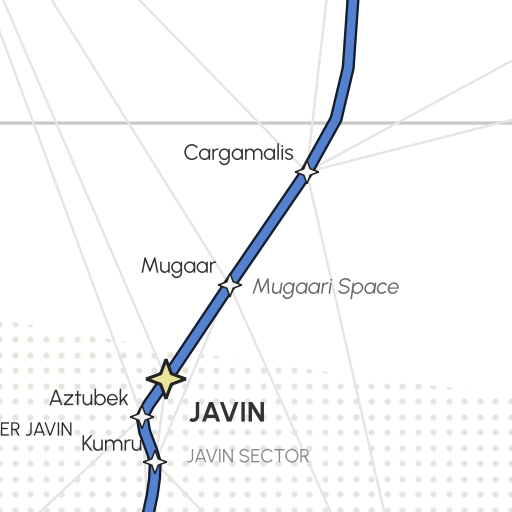 Cargamalis
Mugaar
Mugaari Space
Aztubek
JAVIN
ER JAVIN
Kumru
JAVIN SECTOR